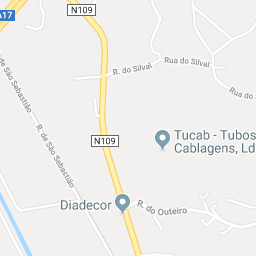 A17
N109
R. do Silval
Rua do Silval
Rua do
de São Sebastião
R. de São Sebastião
N109
Tucab - Tubos
Cablagens, Ld
Diadecor
R. do Outeiro